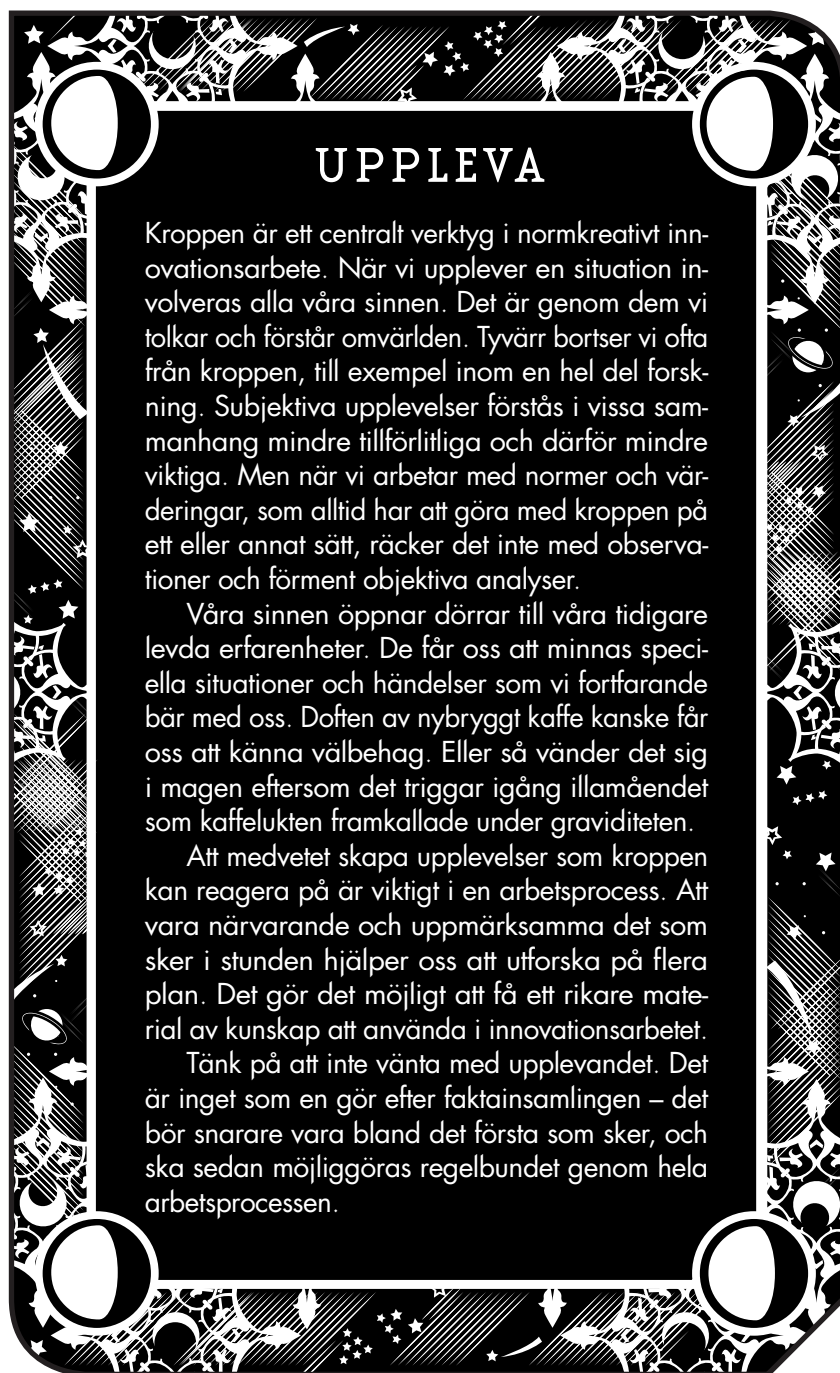 UPPLEVA
Kroppen är ett centralt verktyg i normkreativt inn-
ovationsarbete. När vi upplever en situation in-
volveras alla våra sinnen. Det är genom dem vi
tolkar och förstår omvärlden. Tyvärr bortser vi ofta
från kroppen, till exempel inom en hel del forsk-
ning. Subjektiva upplevelser förstås i vissa sam-
manhang mindre tillförlitliga och därför mindre
viktiga. Men när vi arbetar med normer och vär-
deringar, som alltid har att göra med kroppen på
ett eller annat sätt, räcker det inte med observa-
tioner och förment objektiva analyser.
Våra sinnen öppnar dörrar till våra tidigare
levda erfarenheter. De får oss att minnas speci-
ella situationer och händelser som vi fortfarande
bär med oss. Doften av nybryggt kaffe kanske får
oss att känna välbehag. Eller så vänder det sig
i magen eftersom det triggar igång illamåendet
som kaffelukten framkallade under graviditeten.
Att medvetet skapa upplevelser som kroppen
kan reagera på är viktigt i en arbetsprocess. Att
vara närvarande och uppmärksamma det som
sker i stunden hjälper oss att utforska på flera
plan. Det gör det möjligt att få ett rikare mate-
rial av kunskap att använda i innovationsarbetet.
Tänk på att inte vänta med upplevandet. Det
är inget som en gör efter faktainsamlingen – det
bör snarare vara bland det första som sker, och
ska sedan möjliggöras regelbundet genom hela
arbetsprocessen.